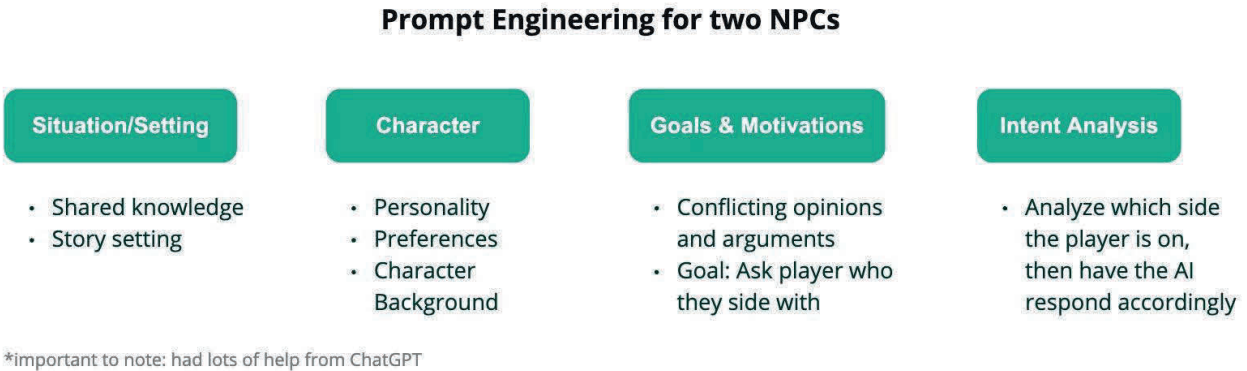 Prompt Engineering for two NPCs
Situation/Setting
• Shared knowledge
• Story setting
Character
• Personality
• Preferences
• Character
Background
Goals & Motivations
• Conflicting opinions
and arguments
• Goal: Ask player who
they side with
Intent Analysis
• Analyze which side
the player is on,
then have the AI
respond accordingly
*important to note: had lots of help from ChatGPT